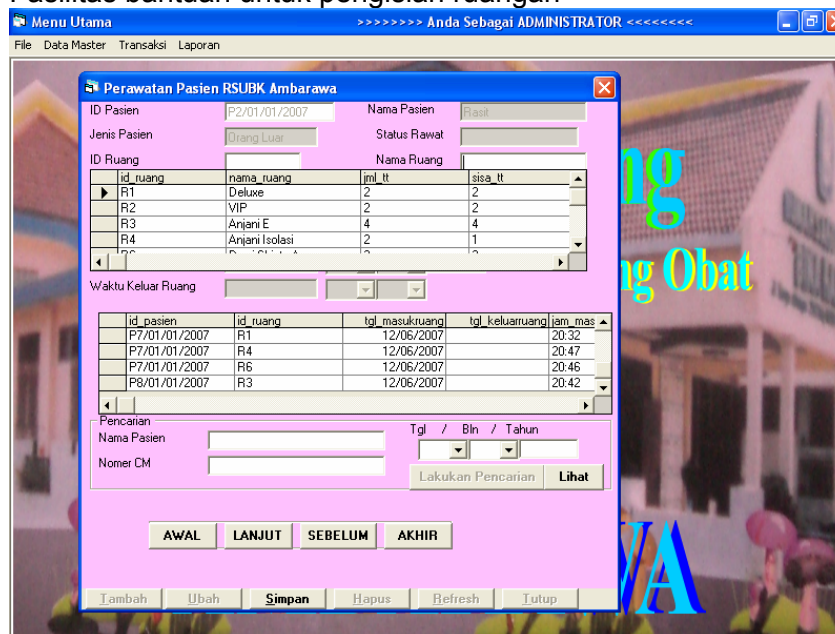 Fasilitas bantuan untuk pengisian ruangan
Menu Utama >>>>>>>> Anda Sebagai ADMINISTRATOR <<<<<<<<
File Data Master Transaksi Laporan
Perawatan Pasien RSUBK Ambarawa
ID Pasien P2/01/01/2007 Nama Pasien Rasit
Jenis Pasien Orang Luar Status Rawat
ID Ruang Nama Ruang
id_ruang nama_ruang jml_tt sisa_tt
R1 Deluxe 2 2
R2 VIP 2 2
R3 Anjani E 4 4
R4 Anjani Isolasi 2 1
Waktu Keluar Ruang
id_pasien id_ruang tgl_masukruang tgl_keluarruang jam_mas
P7/01/01/2007 R1 12/06/2007 20:32
P7/01/01/2007 R4 12/06/2007 20:47
P7/01/01/2007 R6 12/06/2007 20:46
P8/01/01/2007 R3 12/06/2007 20:42
Pencarian
Nama Pasien Tgl / Bln / Tahun
Nomer CM
Lakukan Pencarian Lihat
AWAL LANJUT SEBELUM AKHIR
Tambah Ubah Simpan Hapus Refresh Tutup
ng
ng Obat
WA